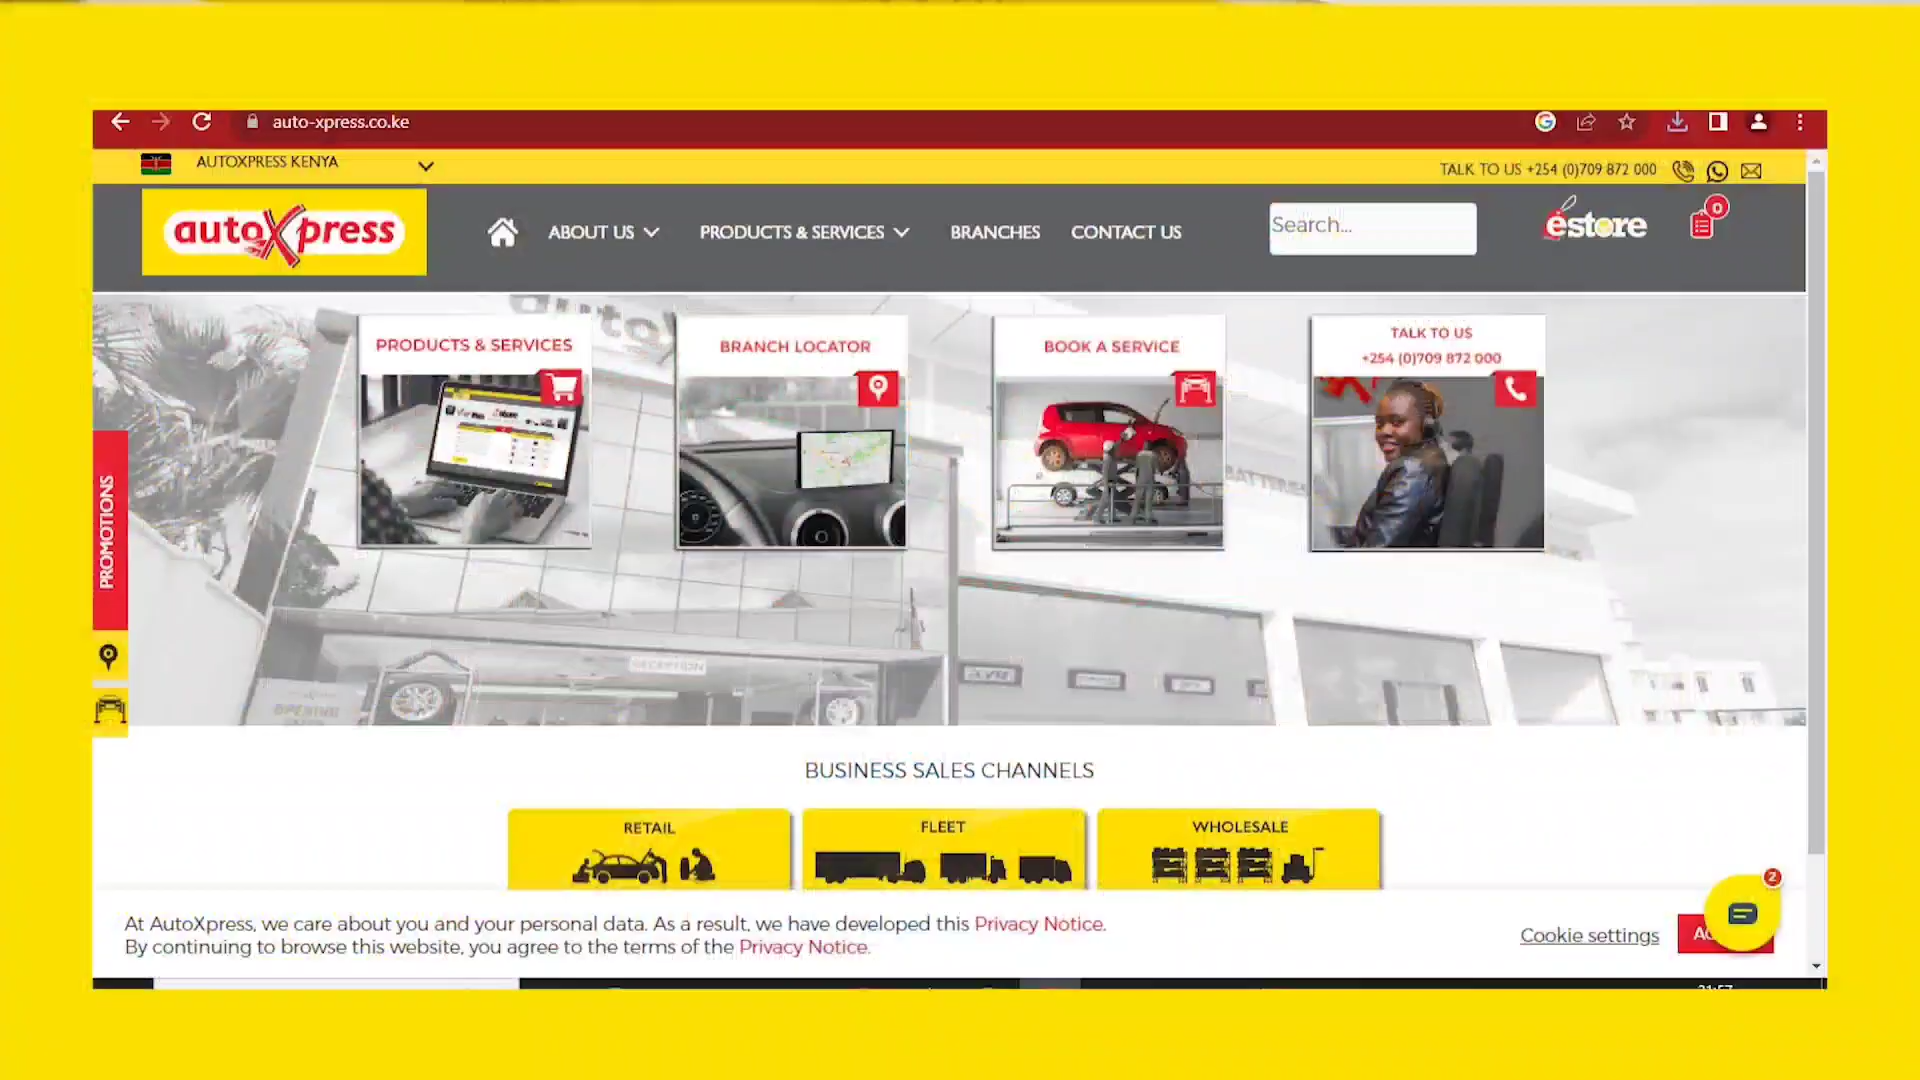 auto-xpress.co.ke
AUTOXPRESS KENYA
TALK TO US +254 (0)709 872 000
autoXpress
ABOUT US
PRODUCTS & SERVICES
BRANCHES
CONTACT US
Search...
estore
0
PRODUCTS & SERVICES
BRANCH LOCATOR
BOOK A SERVICE
TALK TO US
+254 (0)709 872 000
PROMOTIONS
RECEPTION
OPENING
BUSINESS SALES CHANNELS
RETAIL
FLEET
WHOLESALE
At AutoXpress, we care about you and your personal data. As a result, we have developed this Privacy Notice.
By continuing to browse this website, you agree to the terms of the Privacy Notice.
Cookie settings
2